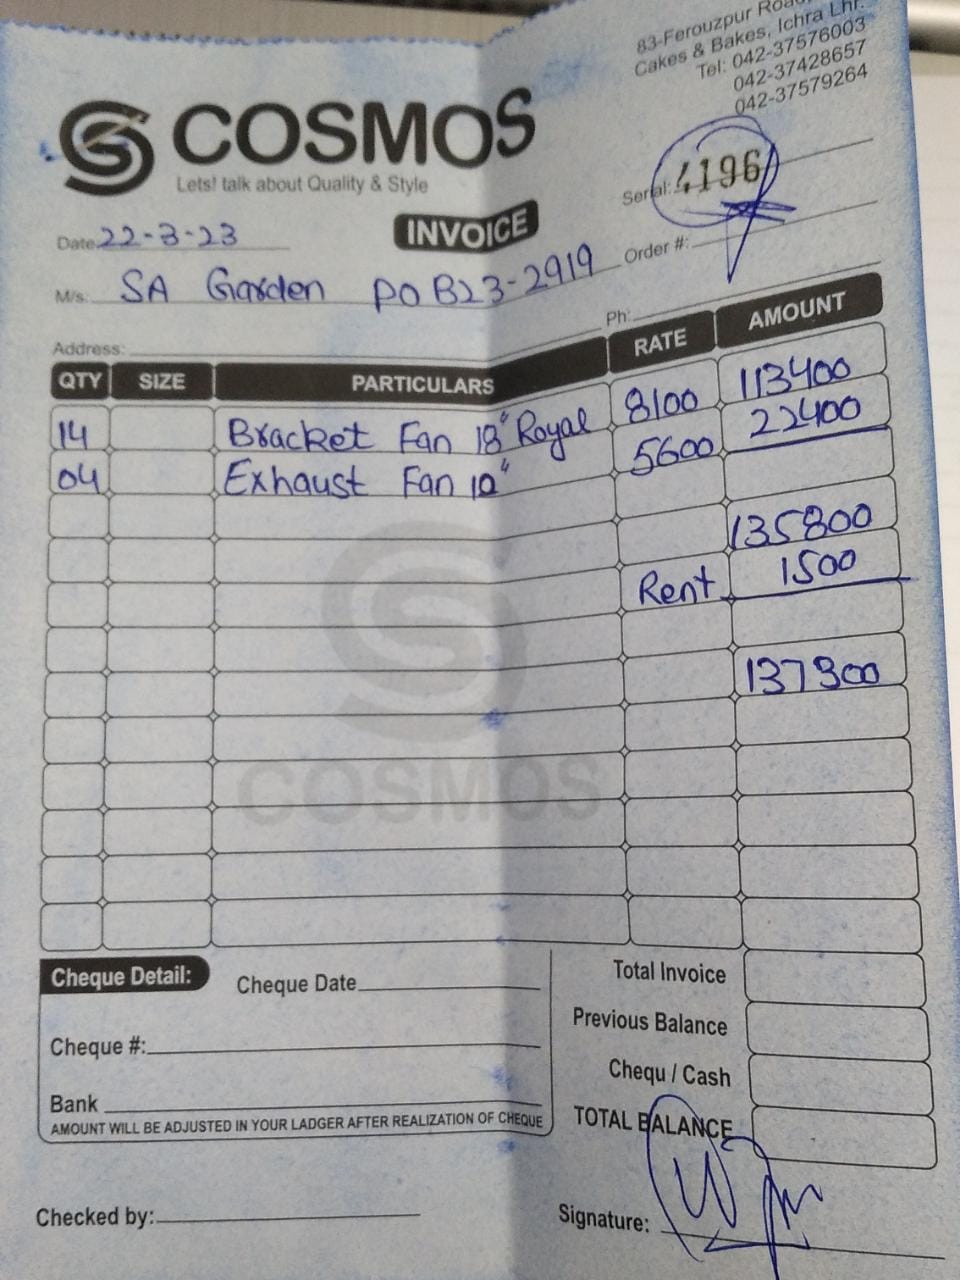 83-Ferouzpur Road,
Cakes & Bakes, Ichra Lhr.
Tel: 042-37576003
042-37428657
042-37579264
COSMOS
Lets! talk about Quality & Style
Serial: 4196
Date 22-3-23
INVOICE
Order #:
M/s: SA Garden PO B23-2919
Ph:
Address:
QTY SIZE PARTICULARS RATE AMOUNT
14 Bracket Fan 18" Royal 8100 113400
04 Exhaust Fan 10" 5600 22400
135800
Rent 1500
137300
COSMOS
Cheque Detail: Cheque Date
Cheque #:
Bank
AMOUNT WILL BE ADJUSTED IN YOUR LADGER AFTER REALIZATION OF CHEQUE
Total Invoice
Previous Balance
Chequ / Cash
TOTAL BALANCE
Checked by:
Signature: